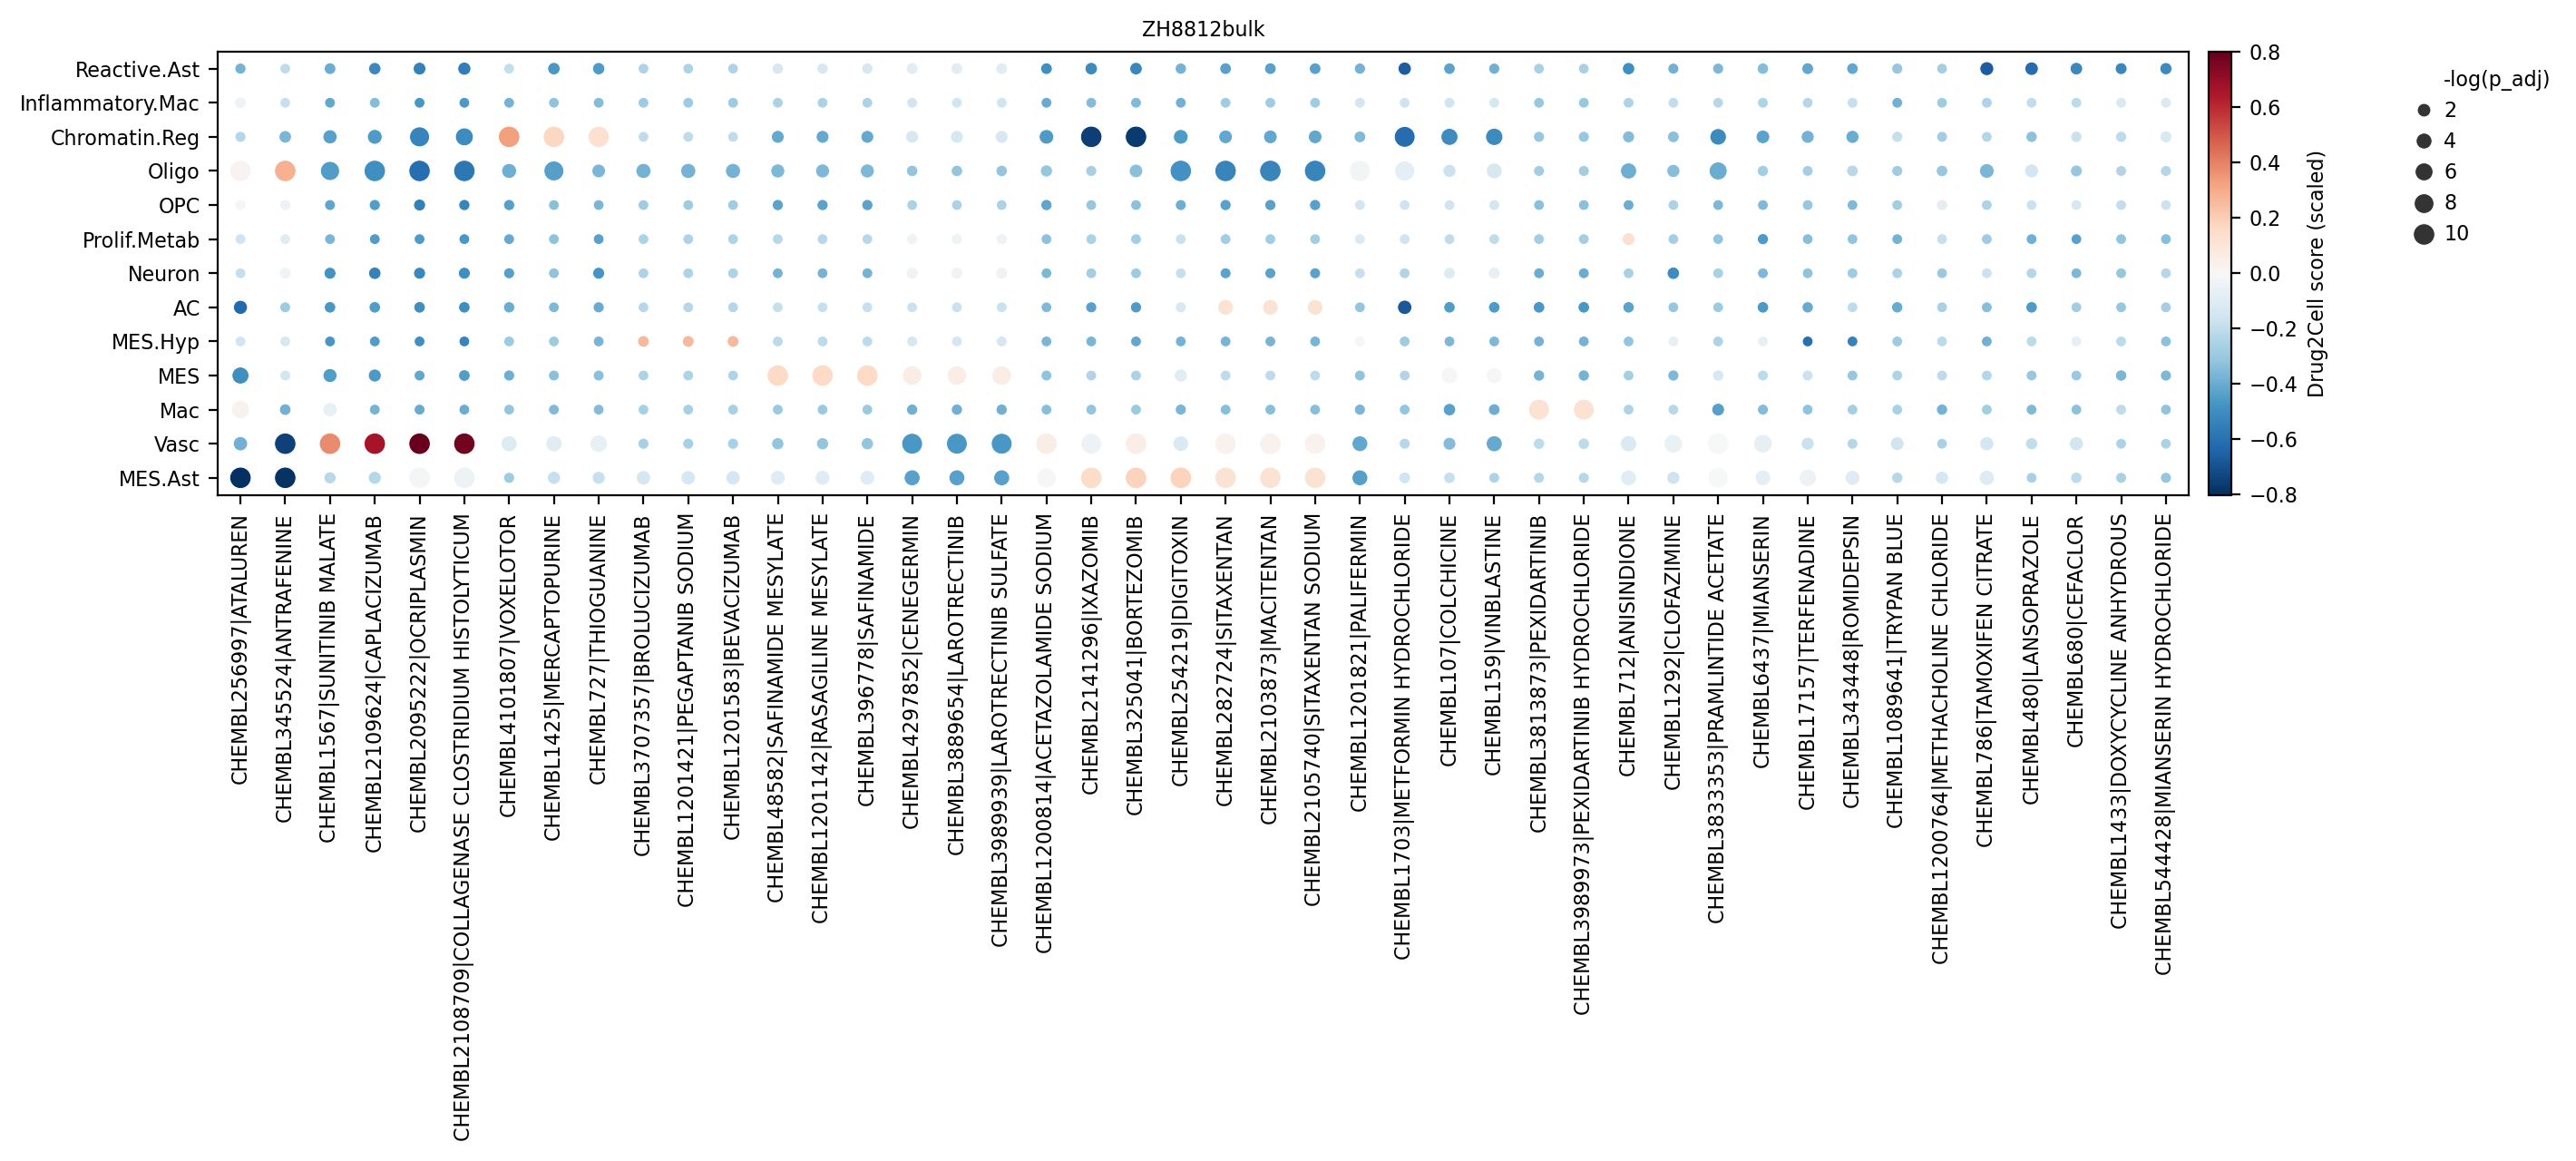 ZH8812bulk
Reactive.Ast
Inflammatory.Mac
Chromatin.Reg
Oligo
OPC
Prolif.Metab
Neuron
AC
MES.Hyp
MES
Mac
Vasc
MES.Ast
CHEMBL256997|ATALUREN
CHEMBL345524|ANTRAFENINE
CHEMBL1567|SUNITINIB MALATE
CHEMBL2109624|CAPLACIZUMAB
CHEMBL2095222|OCRIPLASMIN
CHEMBL2108709|COLLAGENASE CLOSTRIDIUM HISTOLYTICUM
CHEMBL4101807|VOXELOTOR
CHEMBL1425|MERCAPTOPURINE
CHEMBL727|THIOGUANINE
CHEMBL3707357|BROLUCIZUMAB
CHEMBL1201421|PEGAPTANIB SODIUM
CHEMBL1201583|BEVACIZUMAB
CHEMBL48582|SAFINAMIDE MESYLATE
CHEMBL1201142|RASAGILINE MESYLATE
CHEMBL396778|SAFINAMIDE
CHEMBL4297852|CENEGERMIN
CHEMBL3889654|LAROTRECTINIB
CHEMBL3989939|LAROTRECTINIB SULFATE
CHEMBL1200814|ACETAZOLAMIDE SODIUM
CHEMBL2141296|IXAZOMIB
CHEMBL325041|BORTEZOMIB
CHEMBL254219|DIGITOXIN
CHEMBL282724|SITAXENTAN
CHEMBL2103873|MACITENTAN
CHEMBL2105740|SITAXENTAN SODIUM
CHEMBL1201821|PALIFERMIN
CHEMBL1703|METFORMIN HYDROCHLORIDE
CHEMBL107|COLCHICINE
CHEMBL159|VINBLASTINE
CHEMBL3813873|PEXIDARTINIB
CHEMBL3989973|PEXIDARTINIB HYDROCHLORIDE
CHEMBL712|ANISINDIONE
CHEMBL1292|CLOFAZIMINE
CHEMBL3833353|PRAMLINTIDE ACETATE
CHEMBL6437|MIANSERIN
CHEMBL17157|TERFENADINE
CHEMBL343448|ROMIDEPSIN
CHEMBL1089641|TRYPAN BLUE
CHEMBL1200764|METHACHOLINE CHLORIDE
CHEMBL786|TAMOXIFEN CITRATE
CHEMBL480|LANSOPRAZOLE
CHEMBL680|CEFACLOR
CHEMBL1433|DOXYCYCLINE ANHYDROUS
CHEMBL544428|MIANSERIN HYDROCHLORIDE
0.8
0.6
0.4
0.2
0.0
−0.2
−0.4
−0.6
−0.8
Drug2Cell score (scaled)
-log(p_adj)
2
4
6
8
10